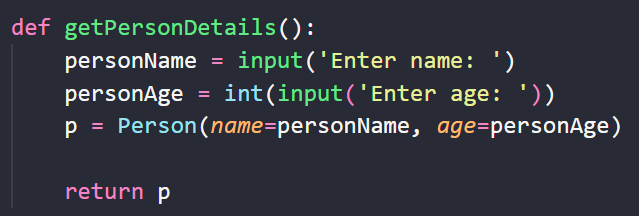 def getPersonDetails():
    personName = input('Enter name: ')
    personAge = int(input('Enter age: '))
    p = Person(name=personName, age=personAge)

    return p